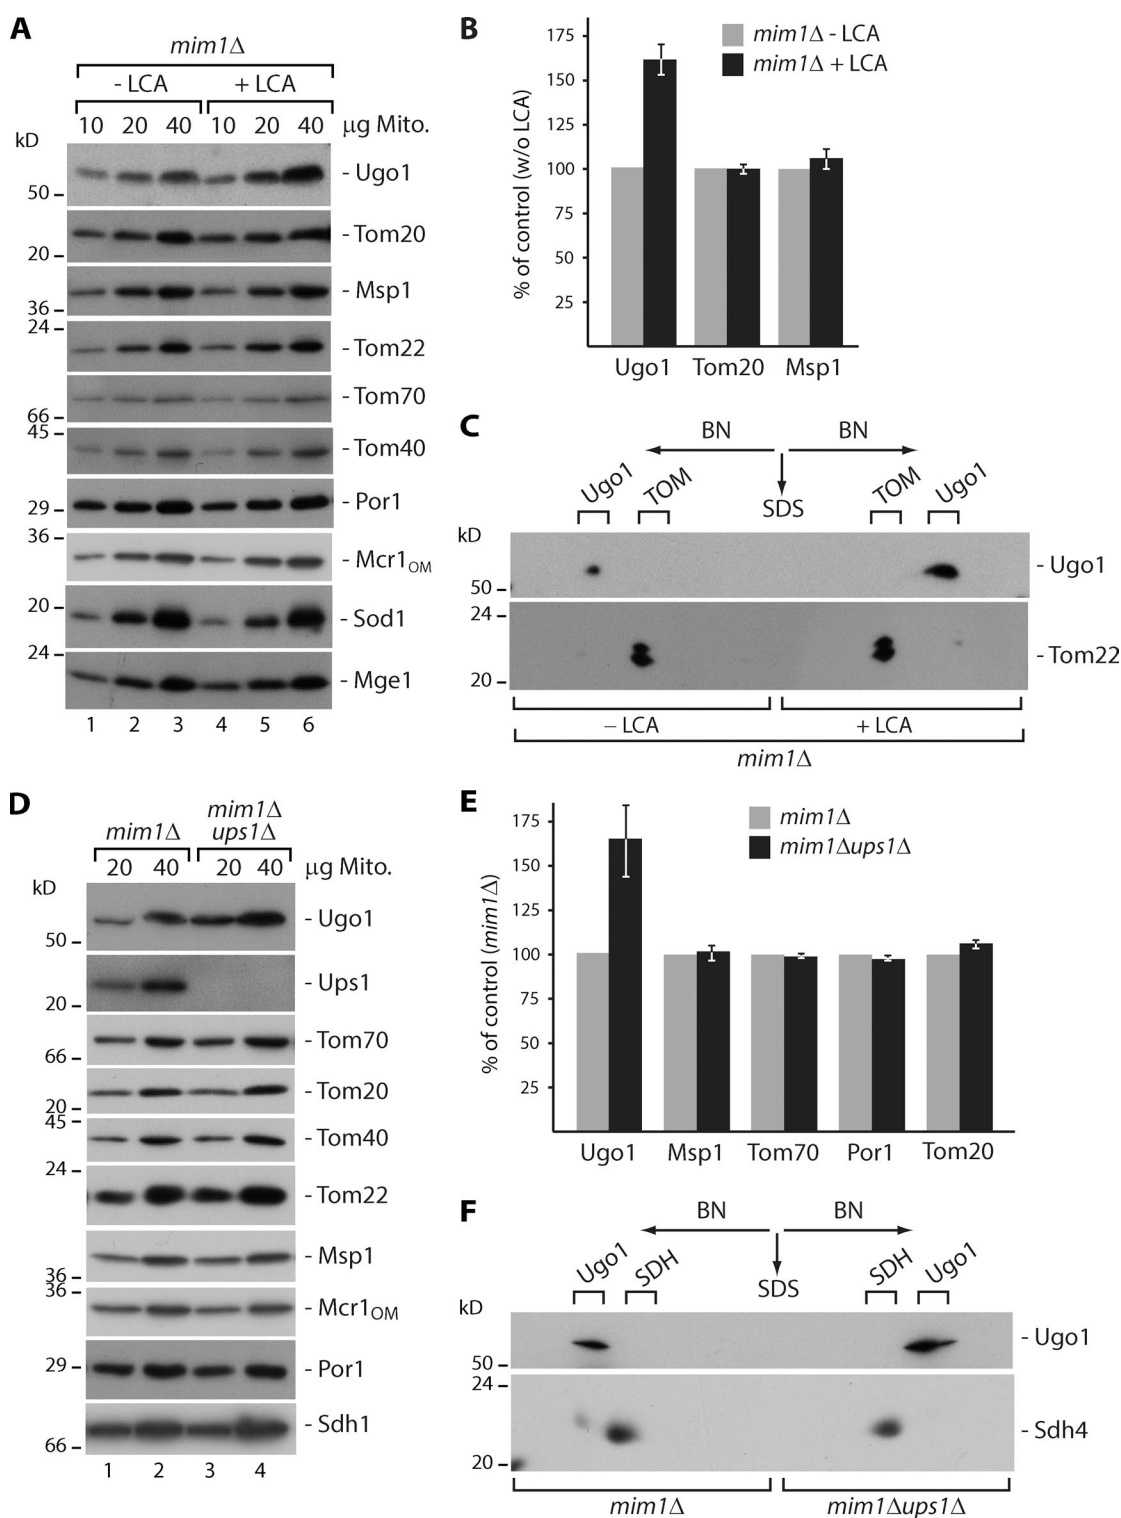 A
mim1Δ
- LCA + LCA
10 20 40 10 20 40 μg Mito.
kD
- Ugo1
50
- Tom20
20
- Msp1
36
24
- Tom22
- Tom70
66
45
- Tom40
- Por1
29
36
- Mcr1OM
20
- Sod1
24
- Mge1
1 2 3 4 5 6
B
mim1Δ - LCA
mim1Δ + LCA
% of control (w/o LCA)
175
150
125
100
75
50
25
Ugo1 Tom20 Msp1
C
BN BN
SDS
Ugo1 TOM TOM Ugo1
kD
- Ugo1
50
24
- Tom22
20
– LCA + LCA
mim1Δ
D
mim1Δ mim1Δ
ups1Δ
20 40 20 40 μg Mito.
kD
- Ugo1
50
- Ups1
20
- Tom70
66
- Tom20
20
45
- Tom40
24
- Tom22
- Msp1
36
36
- Mcr1OM
29
- Por1
- Sdh1
66
1 2 3 4
E
mim1Δ
mim1Δups1Δ
% of control (mim1Δ)
175
150
125
100
75
50
25
Ugo1 Msp1 Tom70 Por1 Tom20
F
BN BN
SDS
Ugo1 SDH SDH Ugo1
kD
- Ugo1
50
24
- Sdh4
20
mim1Δ mim1Δups1Δ